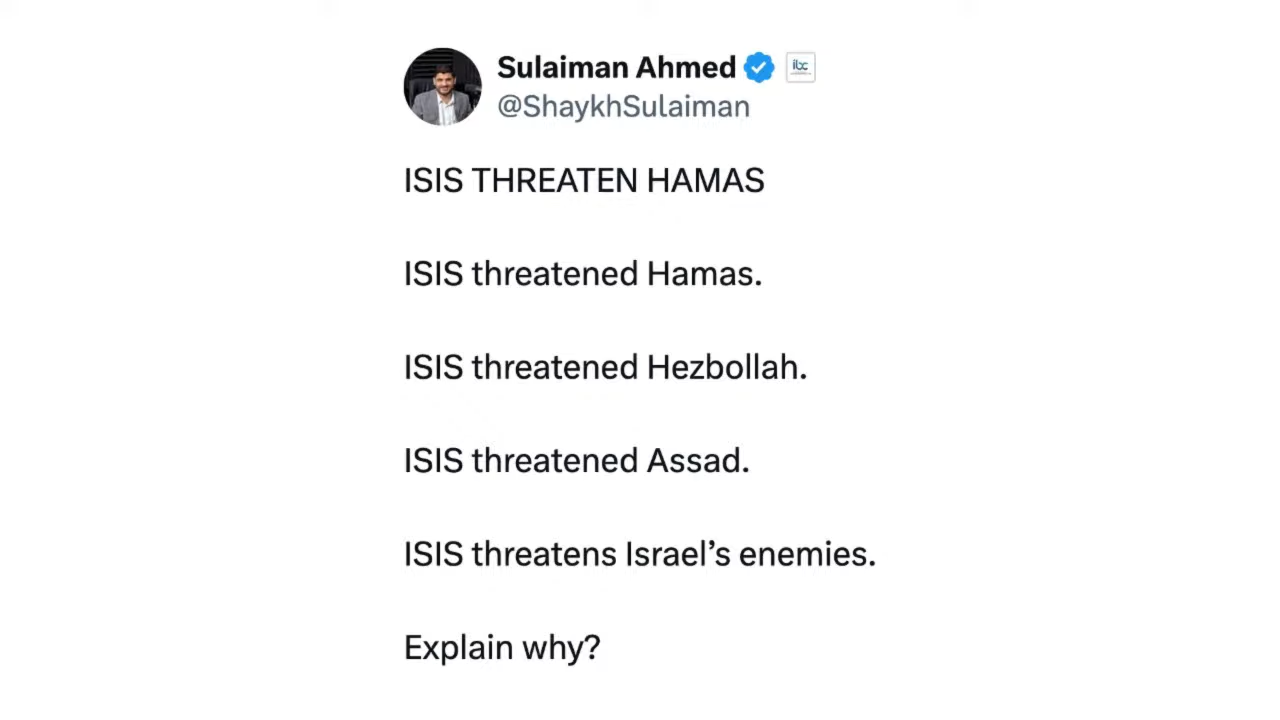 Sulaiman Ahmed
ibc
@ShaykhSulaiman
ISIS THREATEN HAMAS
ISIS threatened Hamas.
ISIS threatened Hezbollah.
ISIS threatened Assad.
ISIS threatens Israel’s enemies.
Explain why?